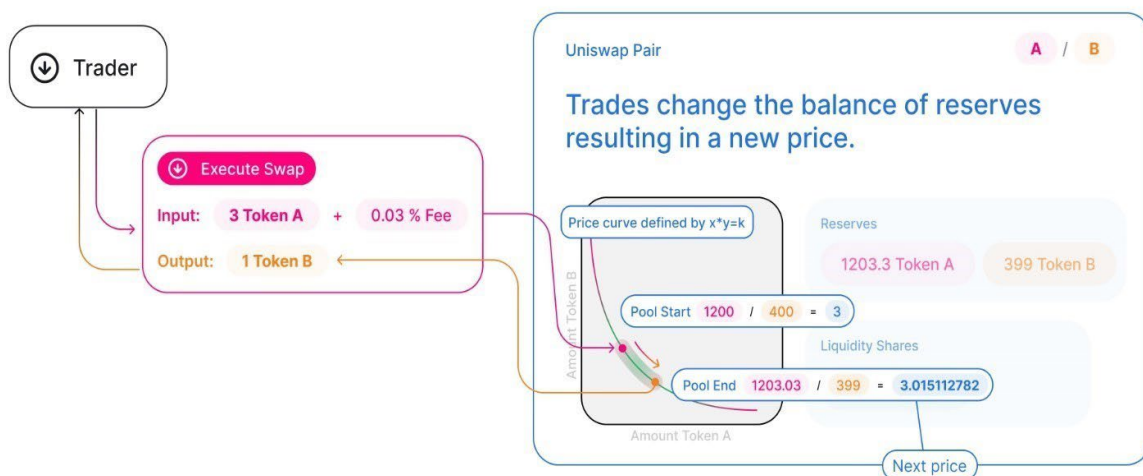 Trader
Execute Swap
Input: 3 Token A + 0.03 % Fee
Output: 1 Token B
Uniswap Pair
A / B
Trades change the balance of reserves
resulting in a new price.
Price curve defined by x*y=k
Amount Token B
Amount Token A
Pool Start 1200 / 400 = 3
Pool End 1203.03 / 399 = 3.015112782
Next price
Reserves
1203.3 Token A 399 Token B
Liquidity Shares